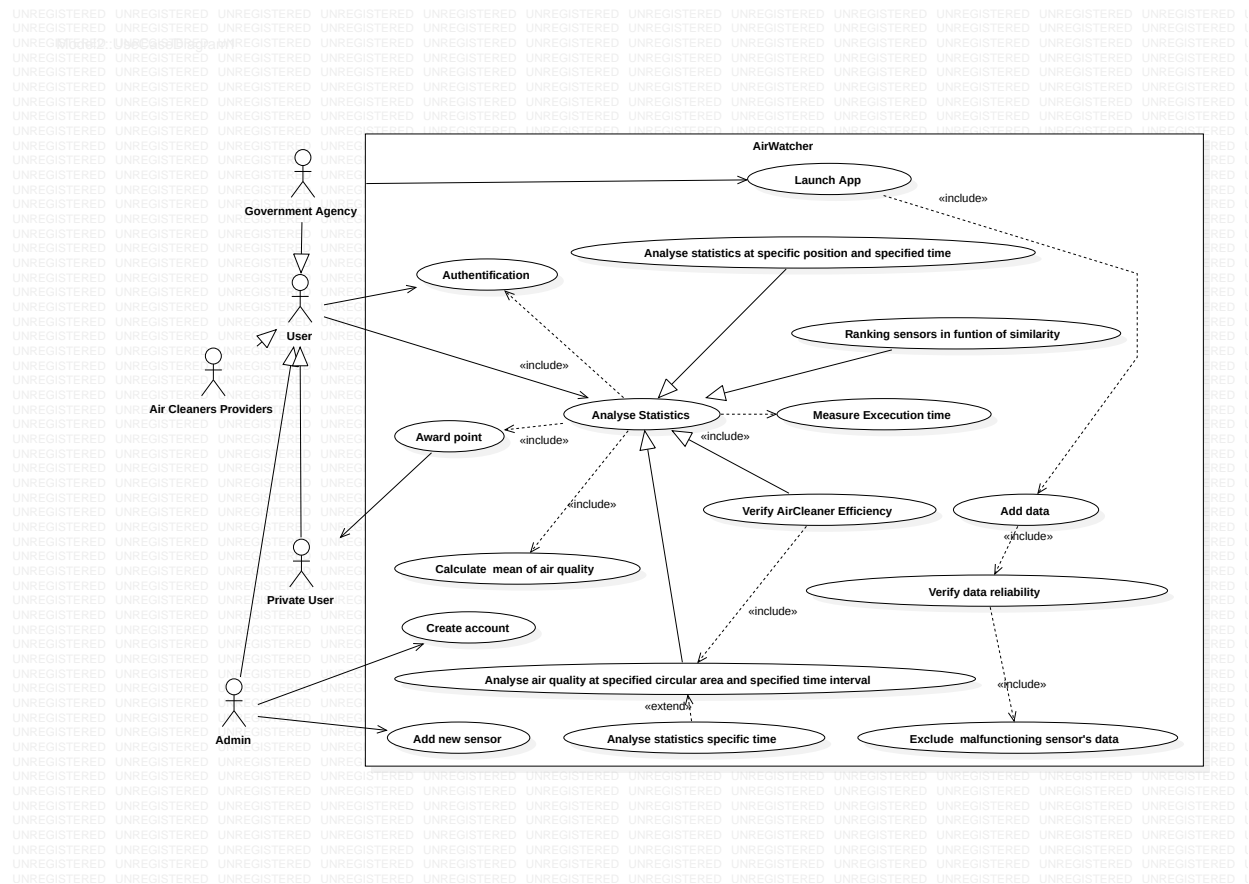 Model2::UseCaseDiagram1
AirWatcher
Launch App
«include»
Government Agency
Analyse statistics at specific position and specified time
Authentification
User
Ranking sensors in funtion of similarity
«include»
Air Cleaners Providers
Analyse Statistics
Measure Excecution time
Award point
«include»
«include»
«include»
Verify AirCleaner Efficiency
Add data
«include»
Calculate  mean of air quality
Verify data reliability
Private User
«include»
Create account
Analyse air quality at specified circular area and specified time interval
«include»
«extend»
Admin
Add new sensor
Analyse statistics specific time
Exclude  malfunctioning sensor's data
UNREGISTERED